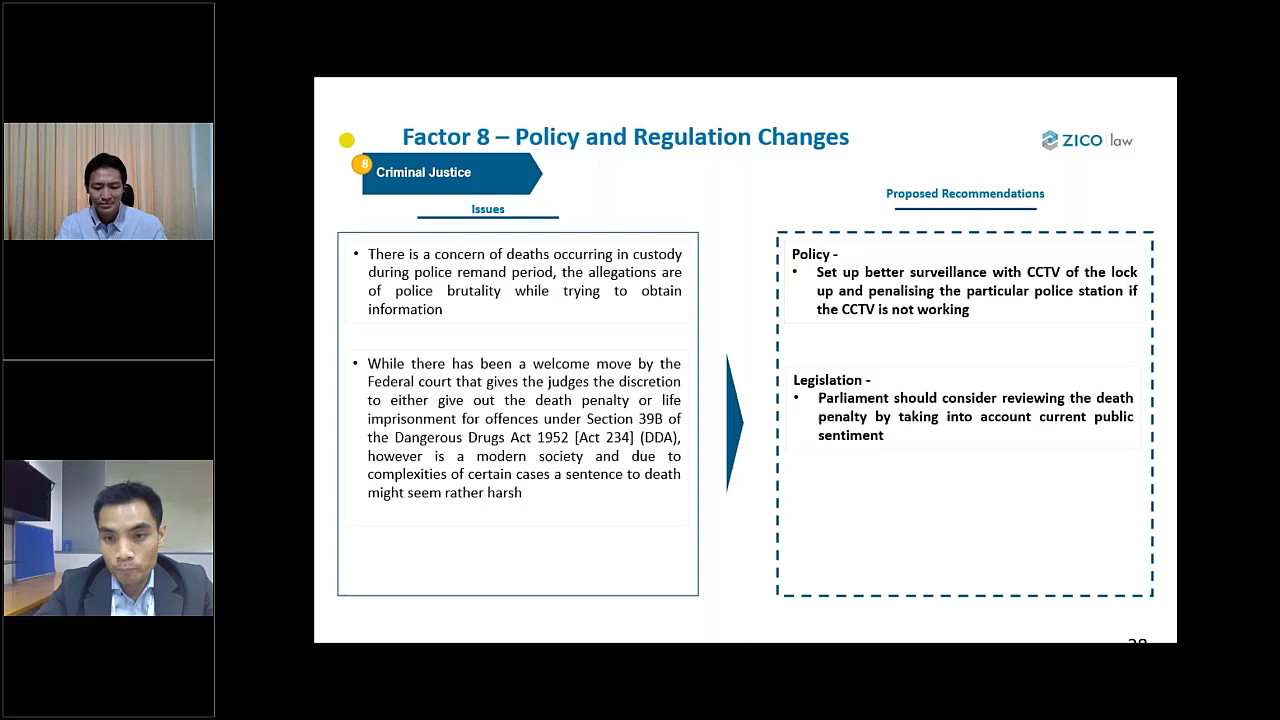 Factor 8 – Policy and Regulation Changes
ZICO law
8
Criminal Justice
Issues
Proposed Recommendations
• There is a concern of deaths occurring in custody
during police remand period, the allegations are
of police brutality while trying to obtain
information
• While there has been a welcome move by the
Federal court that gives the judges the discretion
to either give out the death penalty or life
imprisonment for offences under Section 39B of
the Dangerous Drugs Act 1952 [Act 234] (DDA),
however is a modern society and due to
complexities of certain cases a sentence to death
might seem rather harsh
Policy -
• Set up better surveillance with CCTV of the lock
up and penalising the particular police station if
the CCTV is not working
Legislation -
• Parliament should consider reviewing the death
penalty by taking into account current public
sentiment